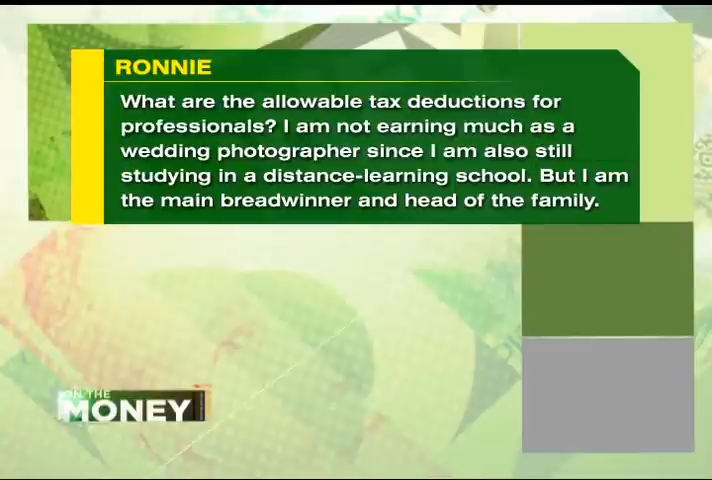 RONNIE
What are the allowable tax deductions for
professionals? I am not earning much as a
wedding photographer since I am also still
studying in a distance-learning school. But I am
the main breadwinner and head of the family.
ON THE
MONEY